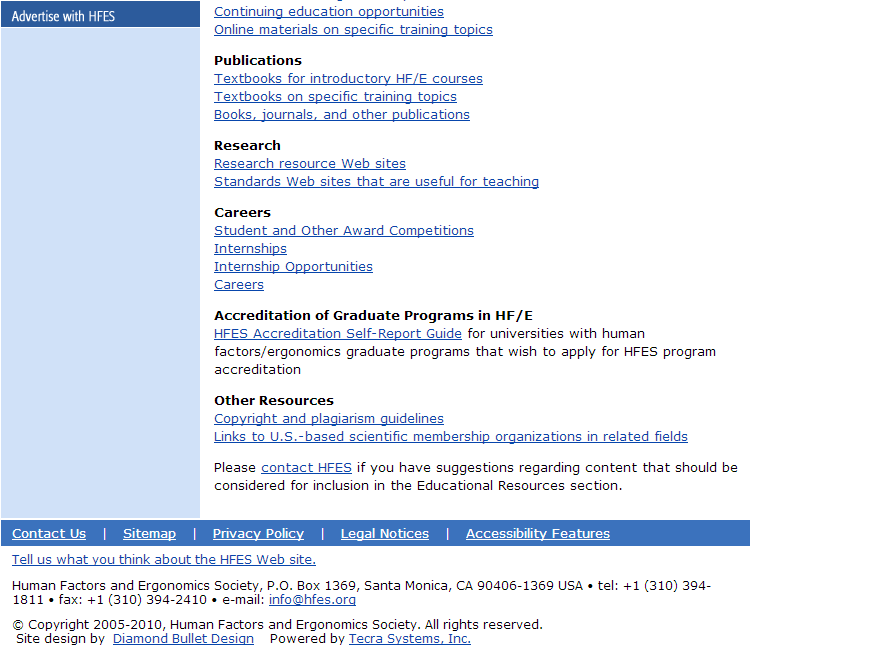 Advertise with HFES
Continuing education opportunities
Online materials on specific training topics
Publications
Textbooks for introductory HF/E courses
Textbooks on specific training topics
Books, journals, and other publications
Research
Research resource Web sites
Standards Web sites that are useful for teaching
Careers
Student and Other Award Competitions
Internships
Internship Opportunities
Careers
Accreditation of Graduate Programs in HF/E
HFES Accreditation Self-Report Guide for universities with human
factors/ergonomics graduate programs that wish to apply for HFES program
accreditation
Other Resources
Copyright and plagiarism guidelines
Links to U.S.-based scientific membership organizations in related fields
Please contact HFES if you have suggestions regarding content that should be
considered for inclusion in the Educational Resources section.
Contact Us | Sitemap | Privacy Policy | Legal Notices | Accessibility Features
Tell us what you think about the HFES Web site.
Human Factors and Ergonomics Society, P.O. Box 1369, Santa Monica, CA 90406-1369 USA • tel: +1 (310) 394-
1811 • fax: +1 (310) 394-2410 • e-mail: info@hfes.org
© Copyright 2005-2010, Human Factors and Ergonomics Society. All rights reserved.
Site design by Diamond Bullet Design Powered by Tecra Systems, Inc.